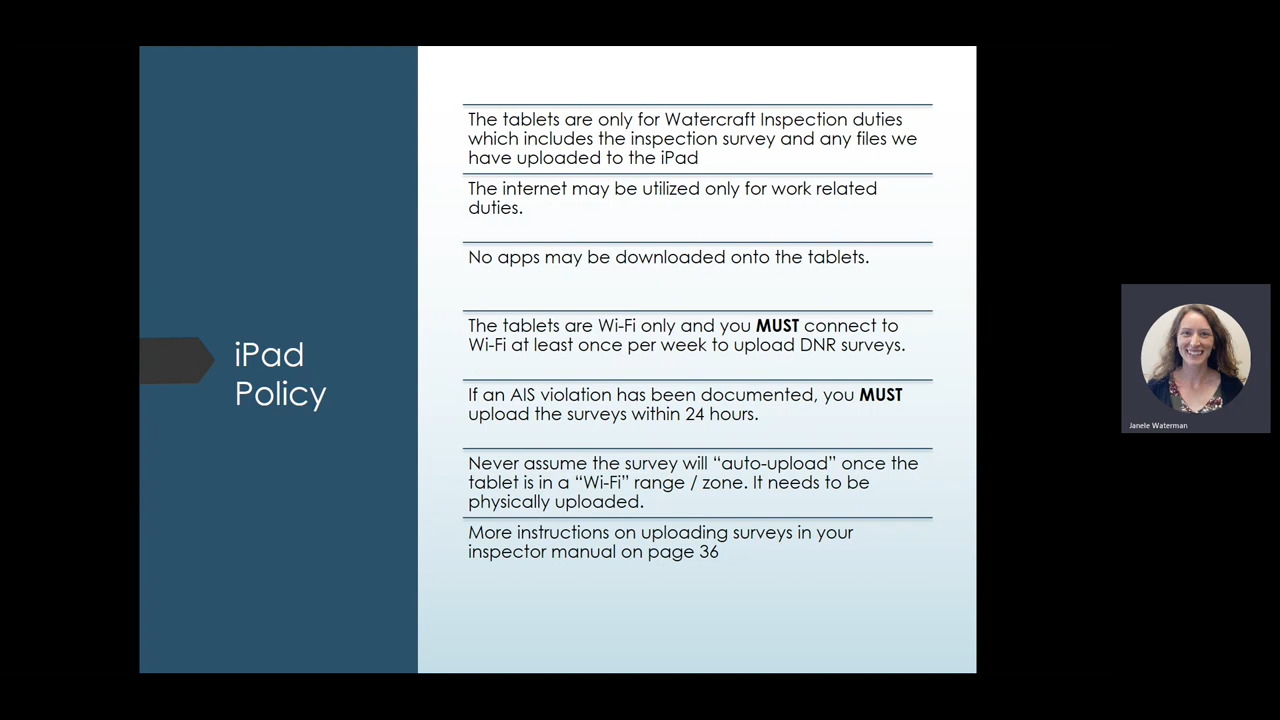 iPad
Policy
The tablets are only for Watercraft Inspection duties
which includes the inspection survey and any files we
have uploaded to the iPad
The internet may be utilized only for work related
duties.
No apps may be downloaded onto the tablets.
The tablets are Wi-Fi only and you MUST connect to
Wi-Fi at least once per week to upload DNR surveys.
If an AIS violation has been documented, you MUST
upload the surveys within 24 hours.
Never assume the survey will “auto-upload” once the
tablet is in a “Wi-Fi” range / zone. It needs to be
physically uploaded.
More instructions on uploading surveys in your
inspector manual on page 36
Janele Waterman